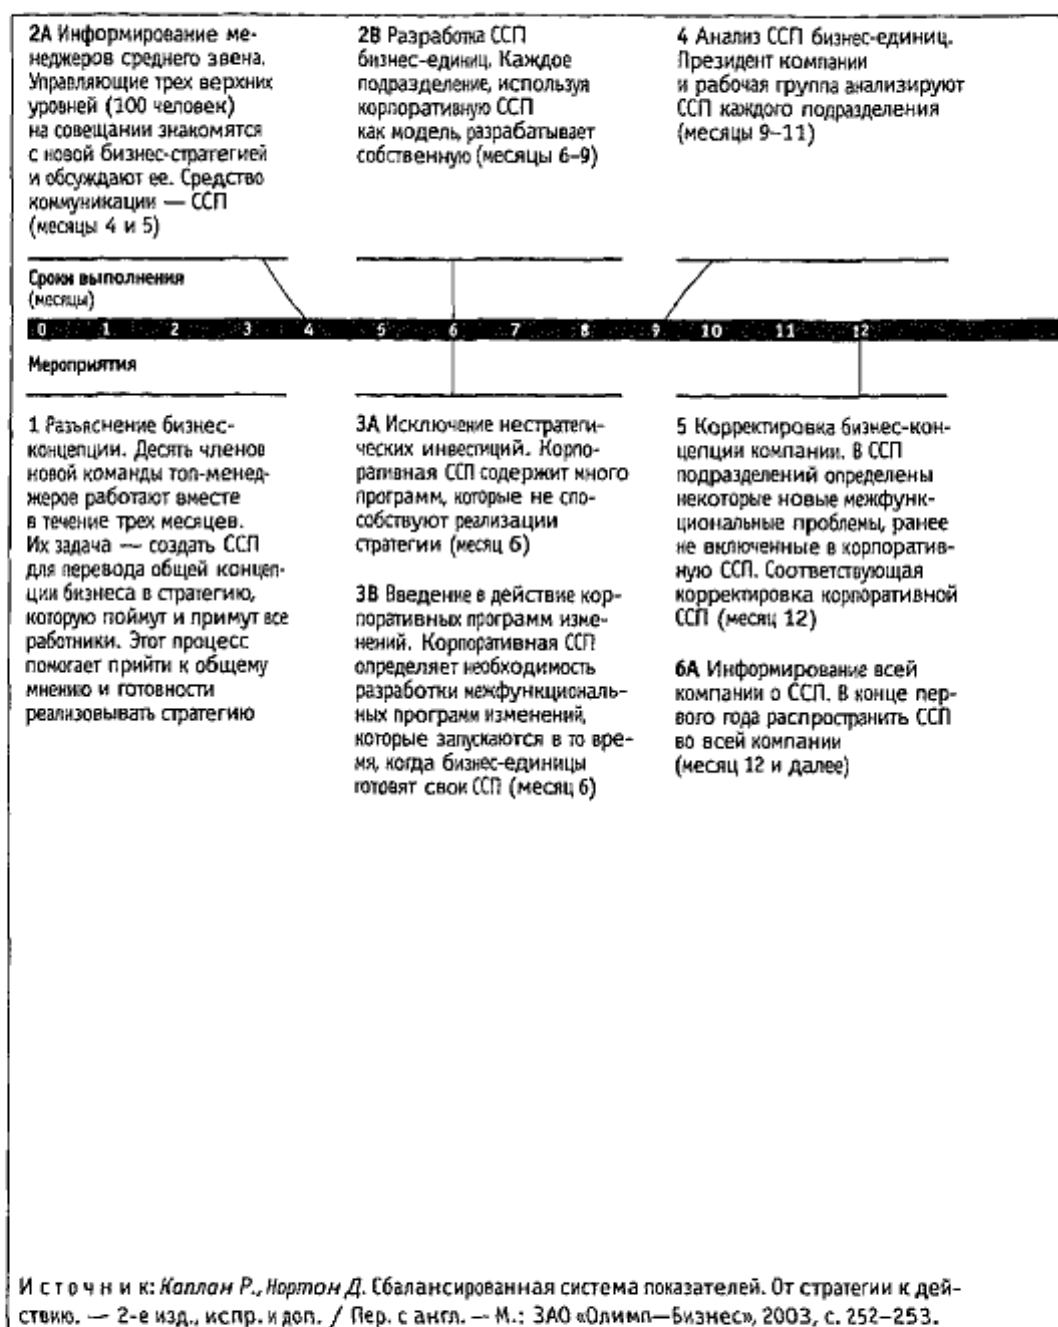 2А Информирование ме-
неджеров среднего звена.
Управляющие трех верхних
уровней (100 человек)
на совещании знакомятся
с новой бизнес-стратегией
и обсуждают ее. Средство
коммуникации — ССП
(месяцы 4 и 5)
2В Разработка ССП
бизнес-единиц. Каждое
подразделение, используя
корпоративную ССП
как модель, разрабатывает
собственную (месяцы 6–9)
4 Анализ ССП бизнес-единиц.
Президент компании
и рабочая группа анализируют
ССП каждого подразделения
(месяцы 9–11)
Сроки выполнения
(месяцы)
0 1 2 3 4 5 6 7 8 9 10 11 12
Мероприятия
1 Разъяснение бизнес-
концепции. Десять членов
новой команды топ-менед-
жеров работают вместе
в течение трех месяцев.
Их задача — создать ССП
для перевода общей концеп-
ции бизнеса в стратегию,
которую поймут и примут все
работники. Этот процесс
помогает прийти к общему
мнению и готовности
реализовывать стратегию
3А Исключение нестратеги-
ческих инвестиций. Корпо-
ративная ССП содержит много
программ, которые не спо-
собствуют реализации
стратегии (месяц 6)
3В Введение в действие кор-
поративных программ изме-
нений. Корпоративная ССП
определяет необходимость
разработки межфункциональ-
ных программ изменений,
которые запускаются в то вре-
мя, когда бизнес-единицы
готовят свои ССП (месяц 6)
5 Корректировка бизнес-кон-
цепции компании. В ССП
подразделений определены
некоторые новые межфунк-
циональные проблемы, ранее
не включенные в корпоратив-
ную ССП. Соответствующая
корректировка корпоративной
ССП (месяц 12)
6А Информирование всей
компании о ССП. В конце пер-
вого года распространить ССП
во всей компании
(месяц 12 и далее)
Источник: Каплан Р., Нортон Д. Сбалансированная система показателей. От стратегии к дей-
ствию. — 2-е изд., испр. и доп. / Пер. с англ. — М.: ЗАО «Олимп—Бизнес», 2003, с. 252–253.